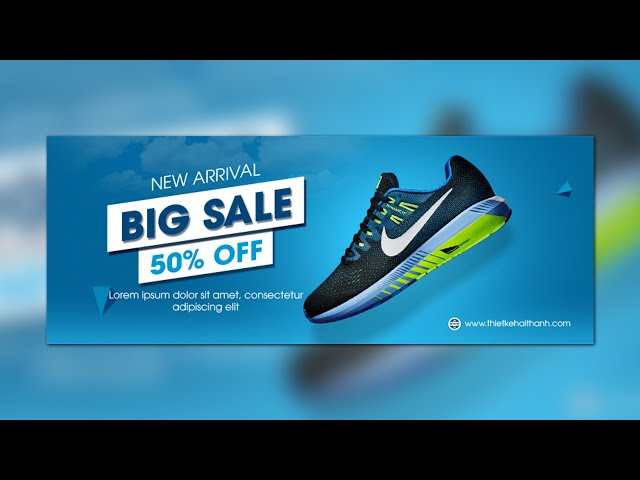 NEW ARRIVAL
BIG SALE
50% OFF
Lorem ipsum dolor sit amet, consectetur
adipiscing elit
www.thietkehaithanh.com